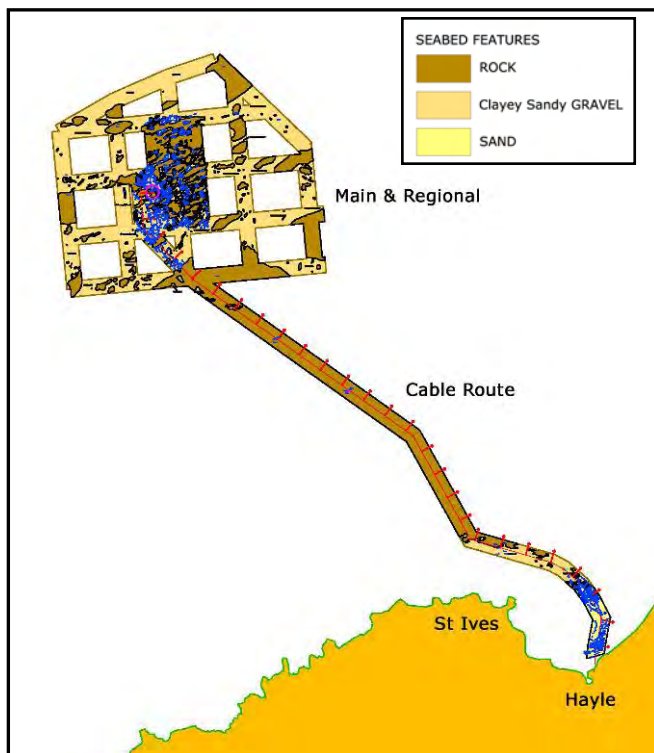 SEABED FEATURES
ROCK
Clayey Sandy GRAVEL
SAND
Main & Regional
Cable Route
St Ives
Hayle